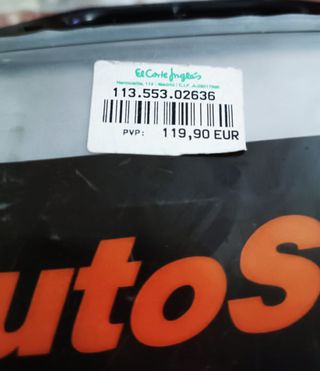 El Corte Inglés
113.553.02636
PVP: 119,90 EUR
utoS